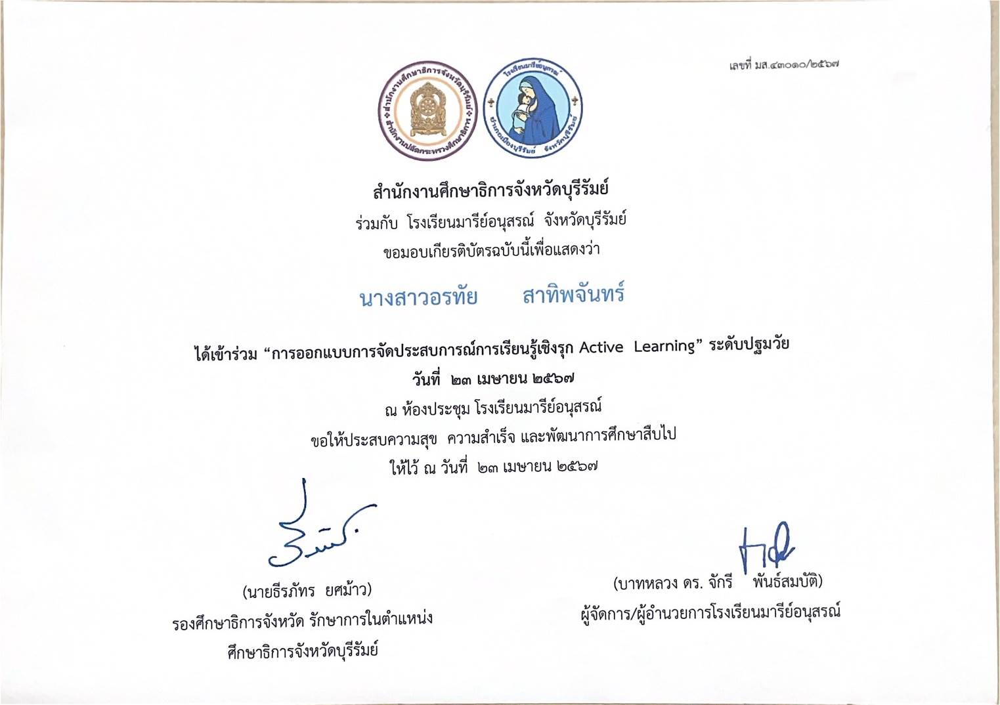 เลขที่ มส.๔๓๐๑๐/๒๕๖๗
สำนักงานศึกษาธิการจังหวัดบุรีรัมย์
สำนักงานปลัดกระทรวงศึกษาธิการ
โรงเรียนมารีย์อนุสรณ์
อำเภอเมืองบุรีรัมย์ จังหวัดบุรีรัมย์
สำนักงานศึกษาธิการจังหวัดบุรีรัมย์
ร่วมกับ โรงเรียนมารีย์อนุสรณ์ จังหวัดบุรีรัมย์
ขอมอบเกียรติบัตรฉบับนี้เพื่อแสดงว่า
นางสาวอรทัย สาทิพจันทร์
ได้เข้าร่วม “การออกแบบการจัดประสบการณ์การเรียนรู้เชิงรุก Active Learning” ระดับปฐมวัย
วันที่ ๒๓ เมษายน ๒๕๖๗
ณ ห้องประชุม โรงเรียนมารีย์อนุสรณ์
ขอให้ประสบความสุข ความสำเร็จ และพัฒนาการศึกษาสืบไป
ให้ไว้ ณ วันที่ ๒๓ เมษายน ๒๕๖๗
(นายธีรภัทร ยศม้าว)
รองศึกษาธิการจังหวัด รักษาการในตำแหน่ง
ศึกษาธิการจังหวัดบุรีรัมย์
(บาทหลวง ดร. จักรี พันธ์สมบัติ)
ผู้จัดการ/ผู้อำนวยการโรงเรียนมารีย์อนุสรณ์